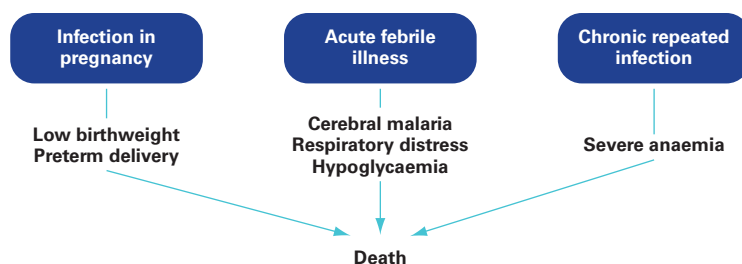 Infection in
pregnancy
Acute febrile
illness
Chronic repeated
infection
Low birthweight
Preterm delivery
Cerebral malaria
Respiratory distress
Hypoglycaemia
Severe anaemia
Death